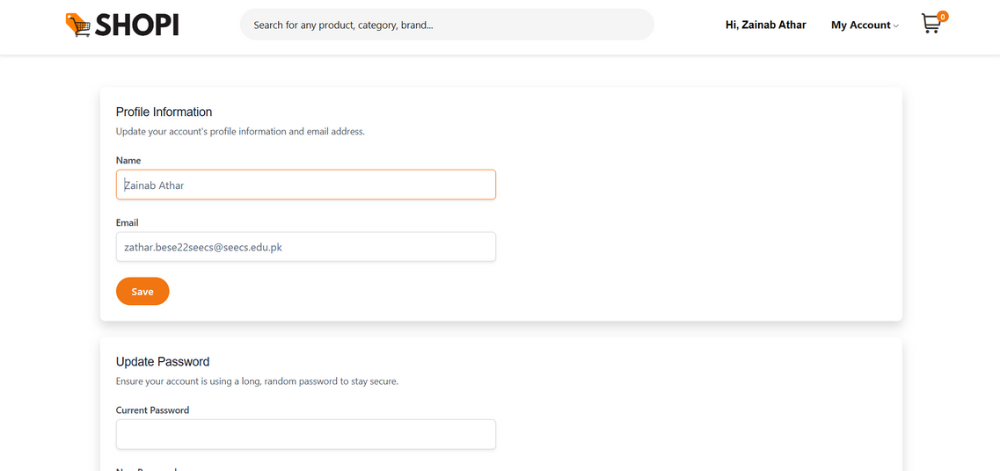 SHOPI
Search for any product, category, brand...
Hi, Zainab Athar
My Account
0
Profile Information
Update your account's profile information and email address.
Name
Zainab Athar
Email
zathar.bese22seecs@seecs.edu.pk
Save
Update Password
Ensure your account is using a long, random password to stay secure.
Current Password